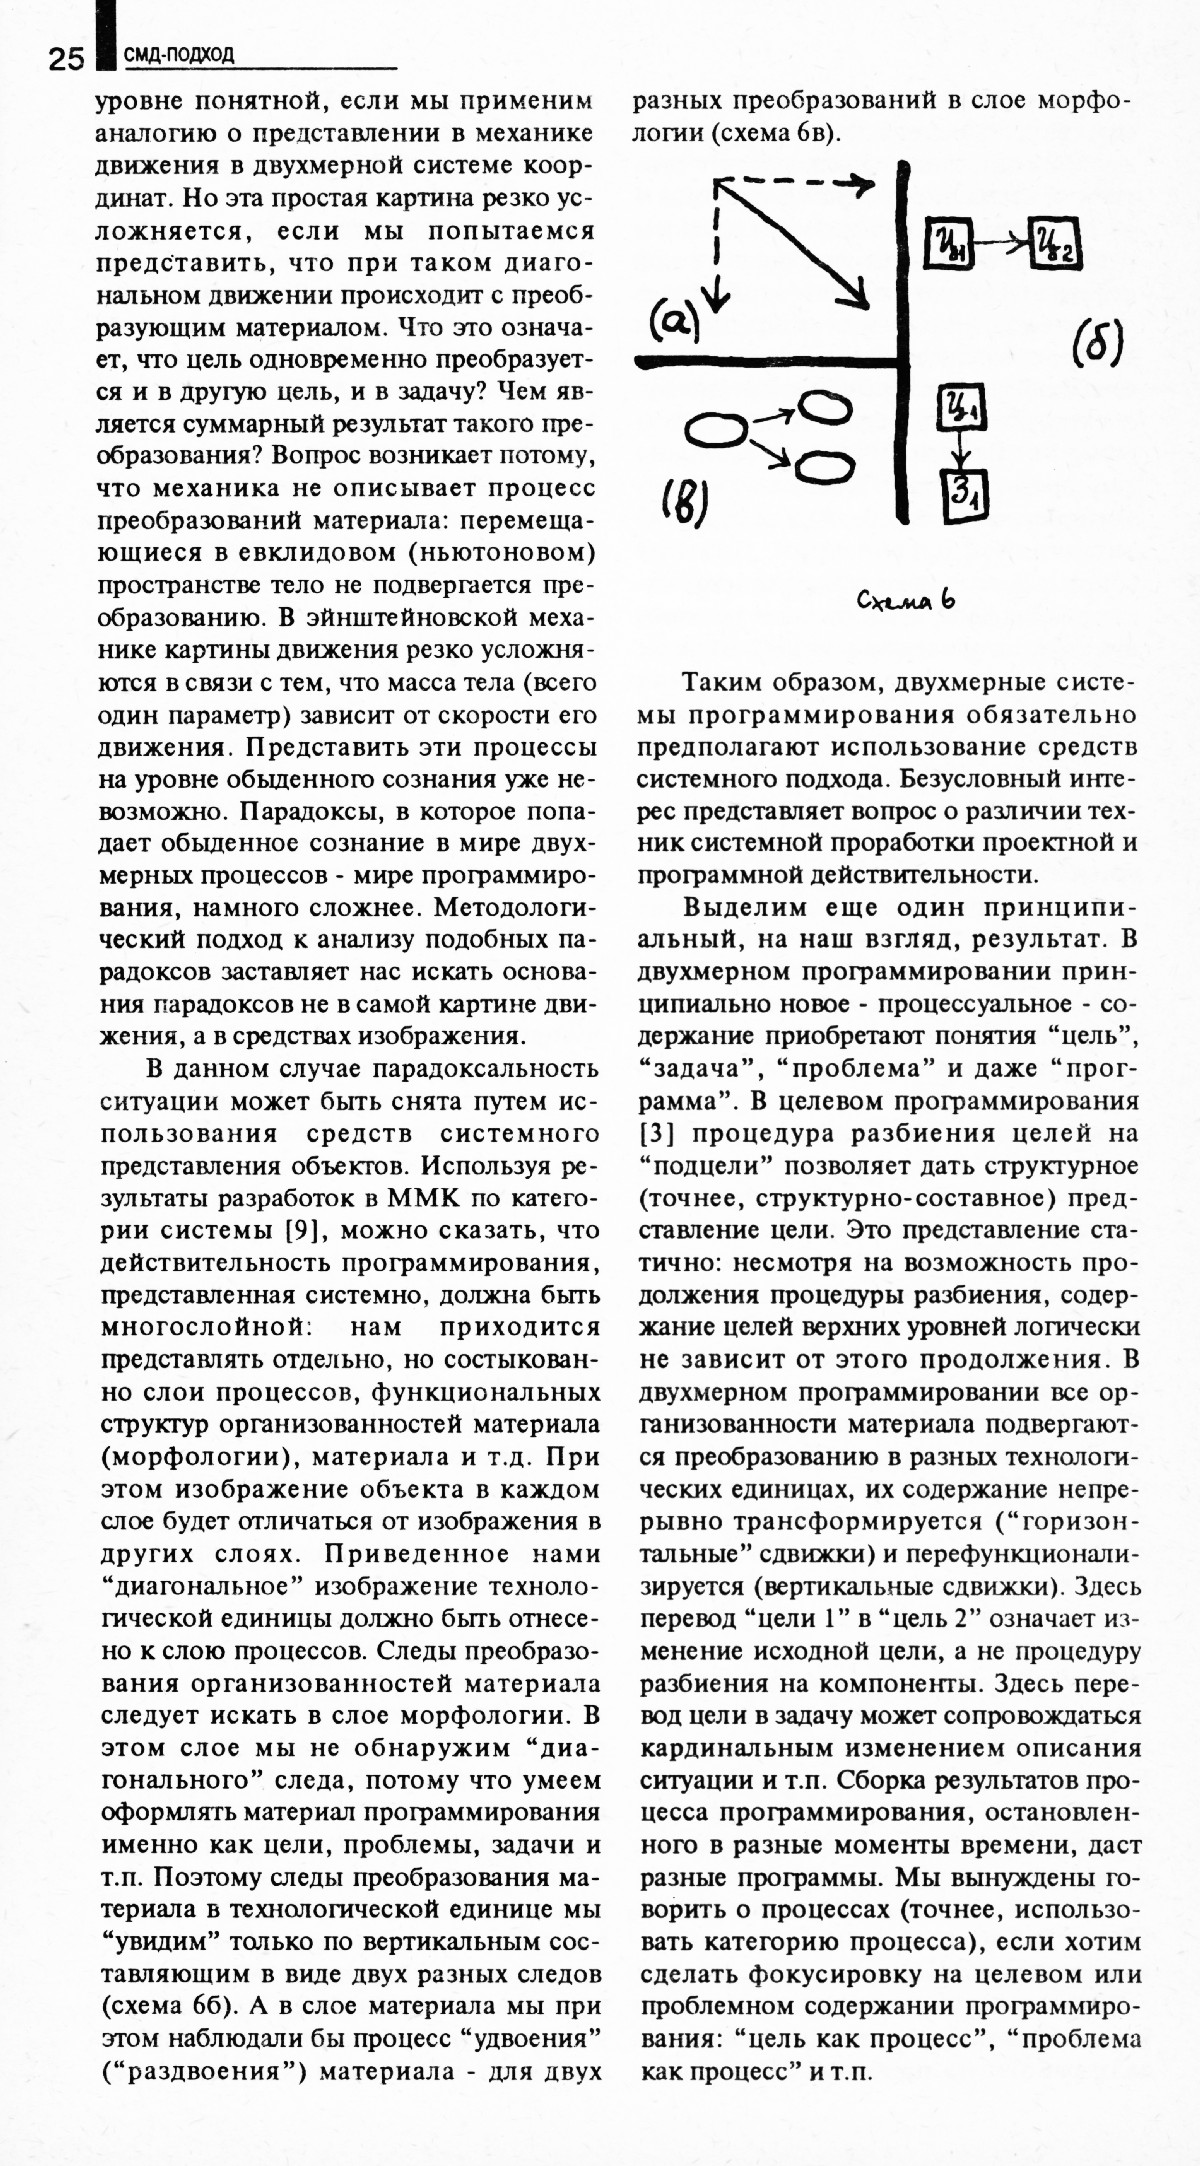 25 СМД-ПОДХОД
уровне понятной, если мы применим
аналогию о представлении в механике
движения в двухмерной системе коор-
динат. Но эта простая картина резко ус-
ложняется, если мы попытаемся
представить, что при таком диаго-
нальном движении происходит с преоб-
разующим материалом. Что это означа-
ет, что цель одновременно преобразует-
ся и в другую цель, и в задачу? Чем яв-
ляется суммарный результат такого пре-
образования? Вопрос возникает потому,
что механика не описывает процесс
преобразований материала: перемеща-
ющиеся в евклидовом (ньютоновом)
пространстве тело не подвергается пре-
образованию. В эйнштейновской меха-
нике картины движения резко усложня-
ются в связи с тем, что масса тела (всего
один параметр) зависит от скорости его
движения. Представить эти процессы
на уровне обыденного сознания уже не-
возможно. Парадоксы, в которое попа-
дает обыденное сознание в мире двух-
мерных процессов - мире программиро-
вания, намного сложнее. Методологи-
ческий подход к анализу подобных па-
радоксов заставляет нас искать основа-
ния парадоксов не в самой картине дви-
жения, а в средствах изображения.
В данном случае парадоксальность
ситуации может быть снята путем ис-
пользования средств системного
представления объектов. Используя ре-
зультаты разработок в ММК по катего-
рии системы [9], можно сказать, что
действительность программирования,
представленная системно, должна быть
многослойной: нам приходится
представлять отдельно, но состыкован-
но слои процессов, функциональных
структур организованностей материала
(морфологии), материала и т.д. При
этом изображение объекта в каждом
слое будет отличаться от изображения в
других слоях. Приведенное нами
“диагональное” изображение техноло-
гической единицы должно быть отнесе-
но к слою процессов. Следы преобразо-
вания организованностей материала
следует искать в слое морфологии. В
этом слое мы не обнаружим “диа-
гонального” следа, потому что умеем
оформлять материал программирования
именно как цели, проблемы, задачи и
т.п. Поэтому следы преобразования ма-
териала в технологической единице мы
“увидим” только по вертикальным сос-
тавляющим в виде двух разных следов
(схема 6б). А в слое материала мы при
этом наблюдали бы процесс “удвоения”
(“раздвоения”) материала - для двух
разных преобразований в слое морфо-
логии (схема 6в).
(а)
Ц1 Ц2
(б)
Ц1
З1
(в)
Схема 6
Таким образом, двухмерные систе-
мы программирования обязательно
предполагают использование средств
системного подхода. Безусловный инте-
рес представляет вопрос о различии тех-
ник системной проработки проектной и
программной действительности.
Выделим еще один принципи-
альный, на наш взгляд, результат. В
двухмерном программировании прин-
ципиально новое - процессуальное - со-
держание приобретают понятия “цель”,
“задача”, “проблема” и даже “прог-
рамма”. В целевом программирования
[3] процедура разбиения целей на
“подцели” позволяет дать структурное
(точнее, структурно-составное) пред-
ставление цели. Это представление ста-
тично: несмотря на возможность про-
должения процедуры разбиения, содер-
жание целей верхних уровней логически
не зависит от этого продолжения. В
двухмерном программировании все ор-
ганизованности материала подвергают-
ся преобразованию в разных технологи-
ческих единицах, их содержание непре-
рывно трансформируется (“горизон-
тальные” сдвижки) и перефункционали-
зируется (вертикальные сдвижки). Здесь
перевод “цели 1” в “цель 2” означает из-
менение исходной цели, а не процедуру
разбиения на компоненты. Здесь пере-
вод цели в задачу может сопровождаться
кардинальным изменением описания
ситуации и т.п. Сборка результатов про-
цесса программирования, остановлен-
ного в разные моменты времени, даст
разные программы. Мы вынуждены го-
ворить о процессах (точнее, использо-
вать категорию процесса), если хотим
сделать фокусировку на целевом или
проблемном содержании программиро-
вания: “цель как процесс”, “проблема
как процесс” и т.п.